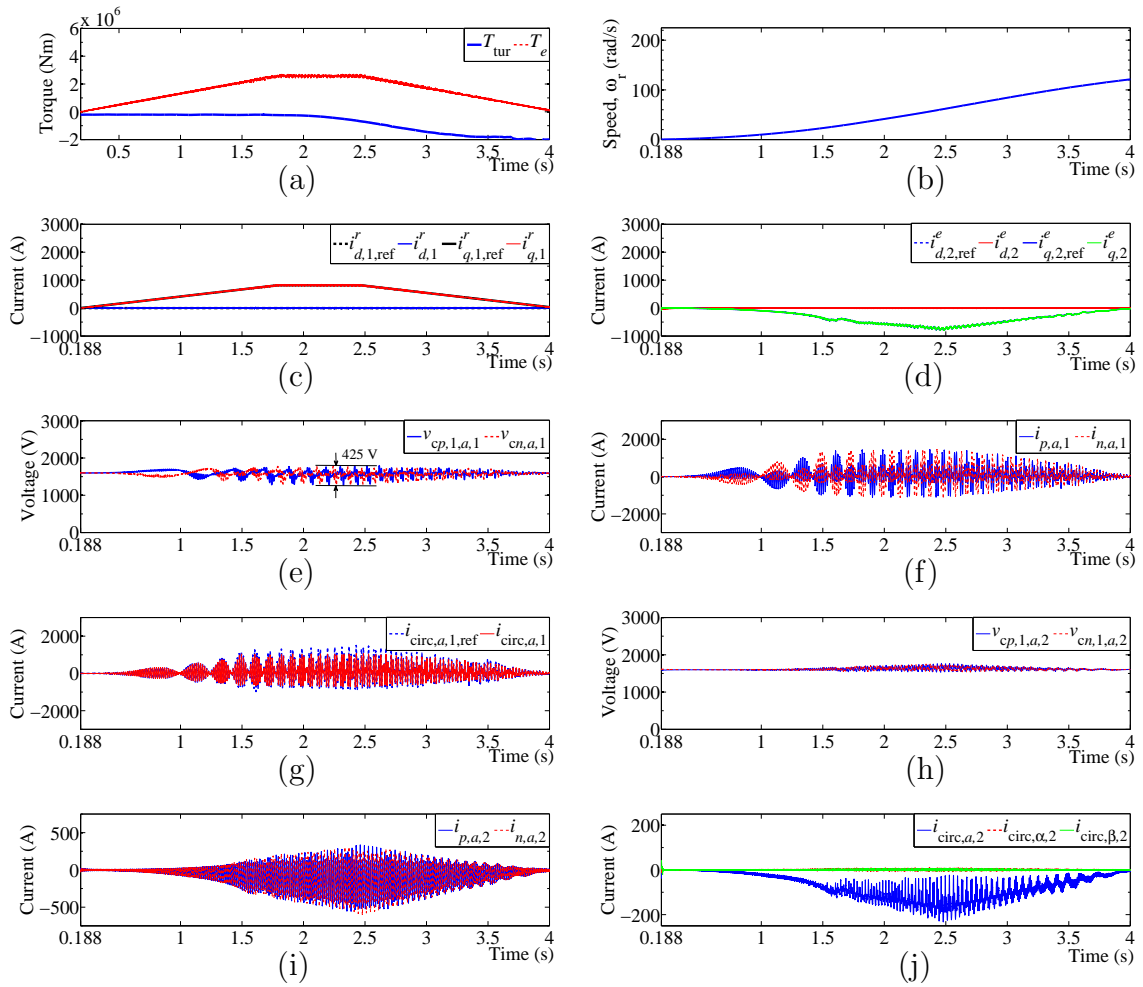 6 x 10^6
4
2
0
−2
Torque (Nm)
T_tur T_e
0.5 1 1.5 2 2.5 3 3.5 4
Time (s)
(a)
200
120
40
0
Speed, ω_r (rad/s)
0.188 1 1.5 2 2.5 3 3.5 4
Time (s)
(b)
3000
2000
1000
0
−1000
Current (A)
i^r_d,1,ref i^r_d,1 i^r_q,1,ref i^r_q,1
0.188 1 1.5 2 2.5 3 3.5 4
Time (s)
(c)
3000
2000
1000
0
−1000
Current (A)
i^e_d,2,ref i^e_d,2 i^e_q,2,ref i^e_q,2
0.188 1 1.5 2 2.5 3 3.5 4
Time (s)
(d)
3000
2000
1000
0
Voltage (V)
v_cp,1,a,1 v_cn,a,1
425 V
0.188 1 1.5 2 2.5 3 3.5 4
Time (s)
(e)
2000
0
−2000
Current (A)
i_p,a,1 i_n,a,1
0.188 1 1.5 2 2.5 3 3.5 4
Time (s)
(f)
2000
0
−2000
Current (A)
i_circ,a,1,ref i_circ,a,1
0.188 1 1.5 2 2.5 3 3.5 4
Time (s)
(g)
3000
2000
1000
0
Voltage (V)
v_cp,1,a,2 v_cn,1,a,2
0.188 1 1.5 2 2.5 3 3.5 4
Time (s)
(h)
500
0
−500
Current (A)
i_p,a,2 i_n,a,2
0.188 1 1.5 2 2.5 3 3.5 4
Time (s)
(i)
200
0
−200
Current (A)
i_circ,a,2 i_circ,α,2 i_circ,β,2
0.188 1 1.5 2 2.5 3 3.5 4
Time (s)
(j)